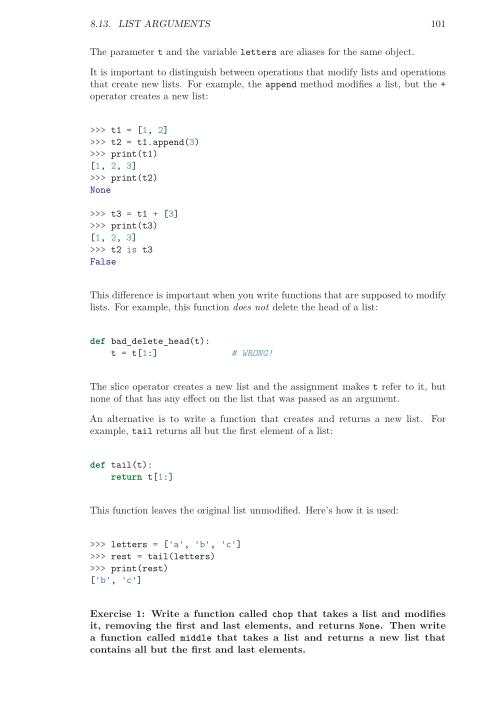 8.13. LIST ARGUMENTS 101
The parameter t and the variable letters are aliases for the same object.
It is important to distinguish between operations that modify lists and operations
that create new lists. For example, the append method modifies a list, but the +
operator creates a new list:
>>> t1 = [1, 2]
>>> t2 = t1.append(3)
>>> print(t1)
[1, 2, 3]
>>> print(t2)
None
>>> t3 = t1 + [3]
>>> print(t3)
[1, 2, 3]
>>> t2 is t3
False
This difference is important when you write functions that are supposed to modify
lists. For example, this function does not delete the head of a list:
def bad_delete_head(t):
    t = t[1:]              # WRONG!
The slice operator creates a new list and the assignment makes t refer to it, but
none of that has any effect on the list that was passed as an argument.
An alternative is to write a function that creates and returns a new list. For
example, tail returns all but the first element of a list:
def tail(t):
    return t[1:]
This function leaves the original list unmodified. Here's how it is used:
>>> letters = ['a', 'b', 'c']
>>> rest = tail(letters)
>>> print(rest)
['b', 'c']
Exercise 1: Write a function called chop that takes a list and modifies
it, removing the first and last elements, and returns None. Then write
a function called middle that takes a list and returns a new list that
contains all but the first and last elements.